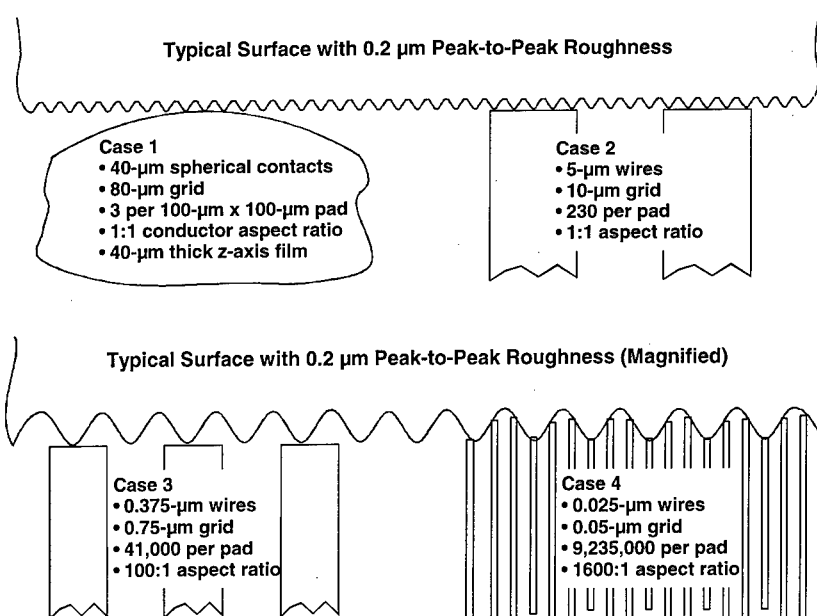 Typical Surface with 0.2 µm Peak-to-Peak Roughness
Case 1
• 40-µm spherical contacts
• 80-µm grid
• 3 per 100-µm x 100-µm pad
• 1:1 conductor aspect ratio
• 40-µm thick z-axis film
Case 2
• 5-µm wires
• 10-µm grid
• 230 per pad
• 1:1 aspect ratio
Typical Surface with 0.2 µm Peak-to-Peak Roughness (Magnified)
Case 3
• 0.375-µm wires
• 0.75-µm grid
• 41,000 per pad
• 100:1 aspect ratio
Case 4
• 0.025-µm wires
• 0.05-µm grid
• 9,235,000 per pad
• 1600:1 aspect ratio